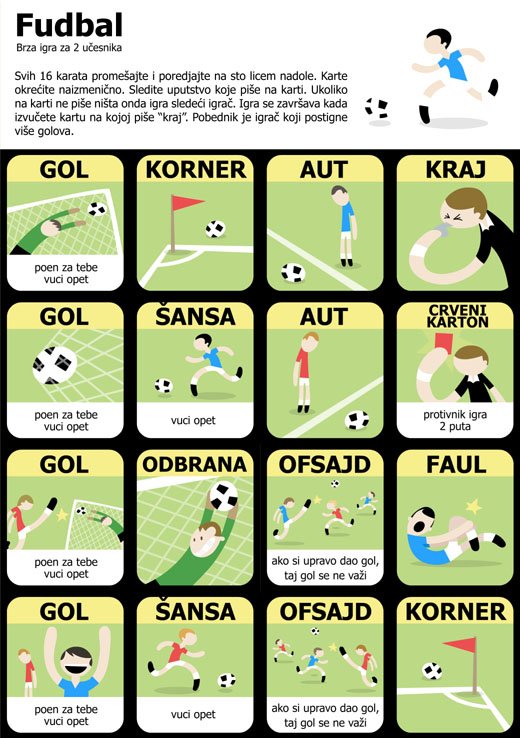 Fudbal
Brza igra za 2 učesnika
Svih 16 karata promešajte i poredjajte na sto licem nadole. Karte
okrećite naizmenično. Sledite uputstvo koje piše na karti. Ukoliko
na karti ne piše ništa onda igra sledeći igrač. Igra se završava kada
izvučete kartu na kojoj piše “kraj”. Pobednik je igrač koji postigne
više golova.
GOL
poen za tebe
vuci opet
KORNER
AUT
KRAJ
GOL
poen za tebe
vuci opet
ŠANSA
vuci opet
AUT
CRVENI
KARTON
protivnik igra
2 puta
GOL
poen za tebe
vuci opet
ODBRANA
OFSAJD
ako si upravo dao gol,
taj gol se ne važi
FAUL
GOL
poen za tebe
vuci opet
ŠANSA
vuci opet
OFSAJD
ako si upravo dao gol,
taj gol se ne važi
KORNER